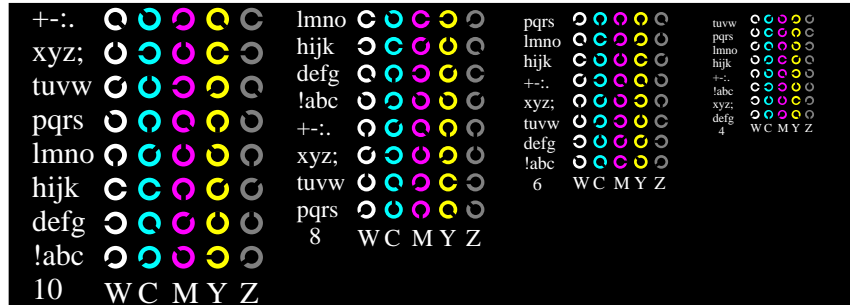 +-:.
xyz;
tuvw
pqrs
lmno
hijk
defg
!abc
10 W C M Y Z
lmno
hijk
defg
!abc
+-:.
xyz;
tuvw
pqrs
8 W C M Y Z
pqrs
lmno
hijk
+-:.
xyz;
tuvw
defg
!abc
6 W C M Y Z
tuvw
pqrs
lmno
hijk
+-:.
!abc
xyz;
defg
4 W C M Y Z